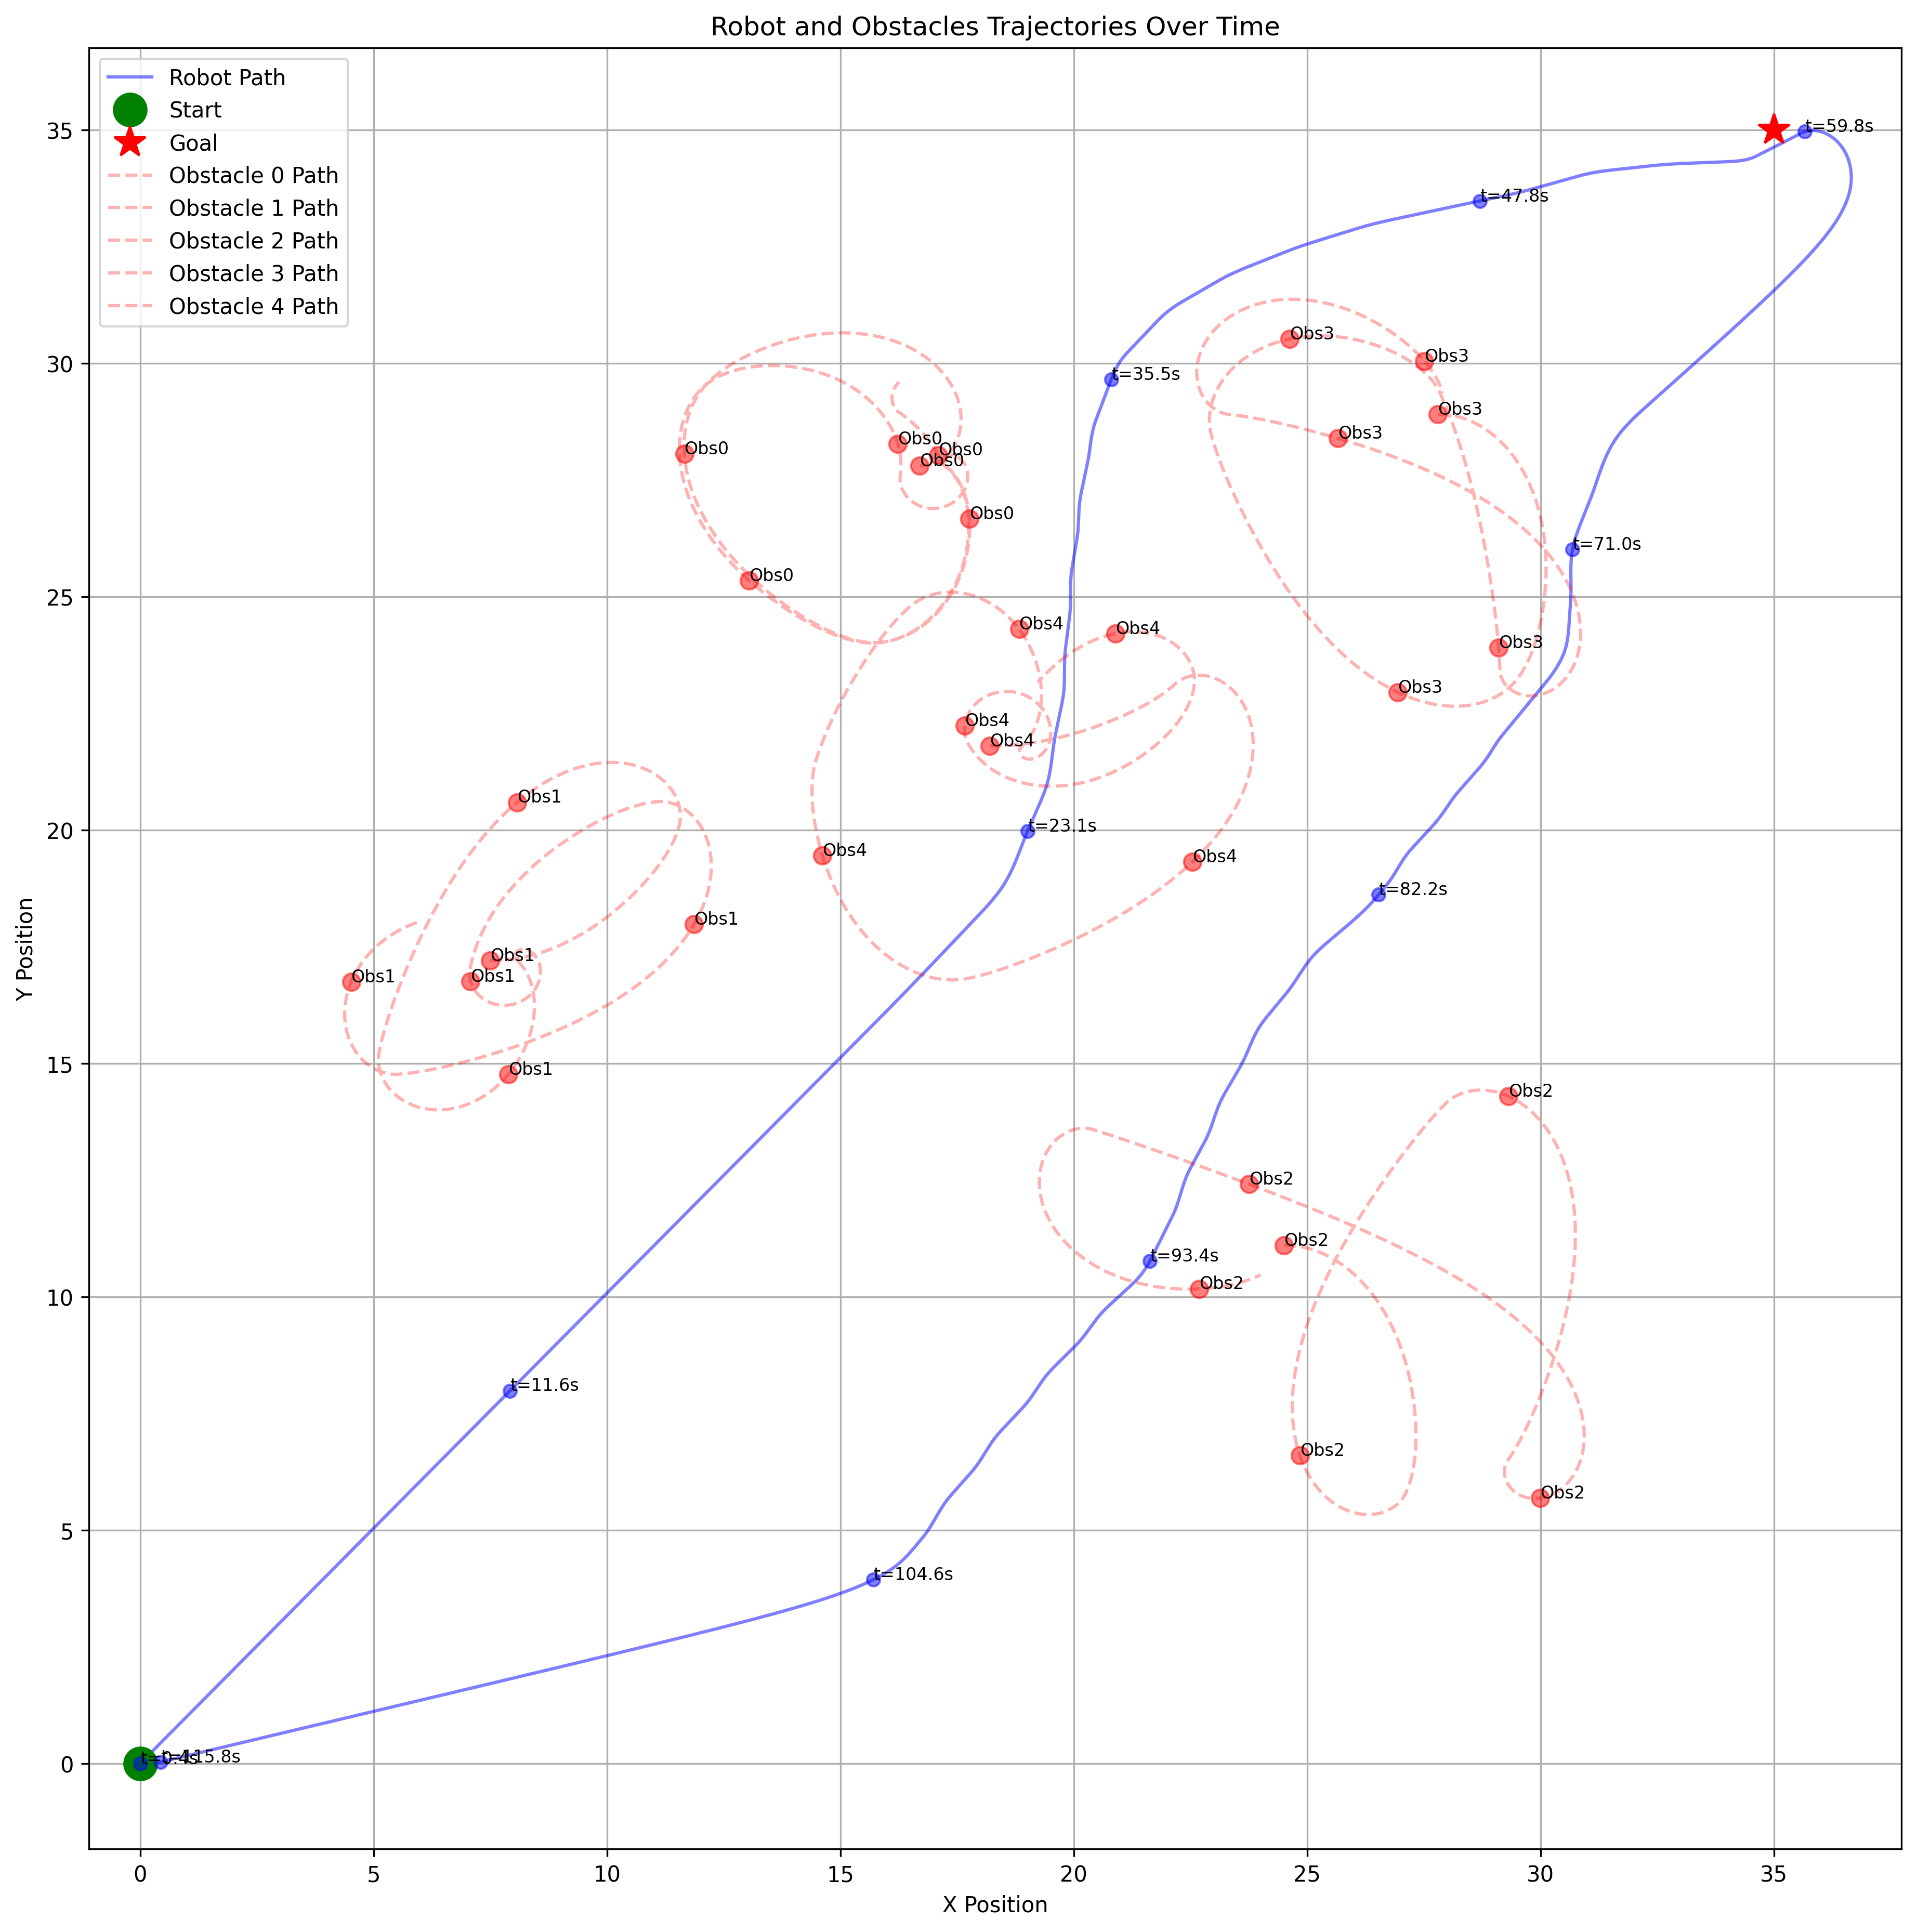 Robot and Obstacles Trajectories Over Time
Robot Path
Start
Goal
Obstacle 0 Path
Obstacle 1 Path
Obstacle 2 Path
Obstacle 3 Path
Obstacle 4 Path
35
30
25
20
15
10
5
0
Y Position
t=59.8s
t=47.8s
t=35.5s
Obs3
Obs3
Obs3
Obs3
Obs0
Obs0
Obs0
Obs0
Obs0
t=71.0s
Obs0
Obs4
Obs4
Obs3
Obs3
Obs4
Obs4
Obs1
t=23.1s
Obs4
Obs4
t=82.2s
Obs1
Obs1
Obs1
Obs1
Obs1
Obs2
Obs2
Obs2
t=93.4s
Obs2
t=11.6s
Obs2
Obs2
t=104.6s
t=0.4s
t=115.8s
0 5 10 15 20 25 30 35
X Position